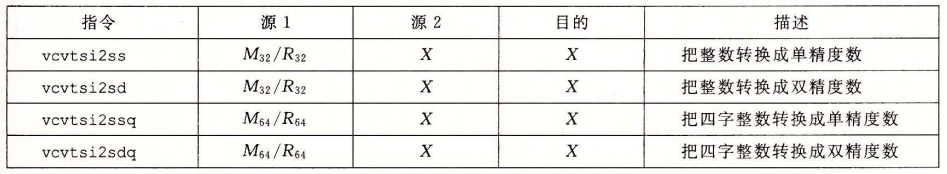 指令 源 1 源 2 目的 描述
vcvtsi2ss M32/R32 X X 把整数转换成单精度数
vcvtsi2sd M32/R32 X X 把整数转换成双精度数
vcvtsi2ssq M64/R64 X X 把四字整数转换成单精度数
vcvtsi2sdq M64/R64 X X 把四字整数转换成双精度数